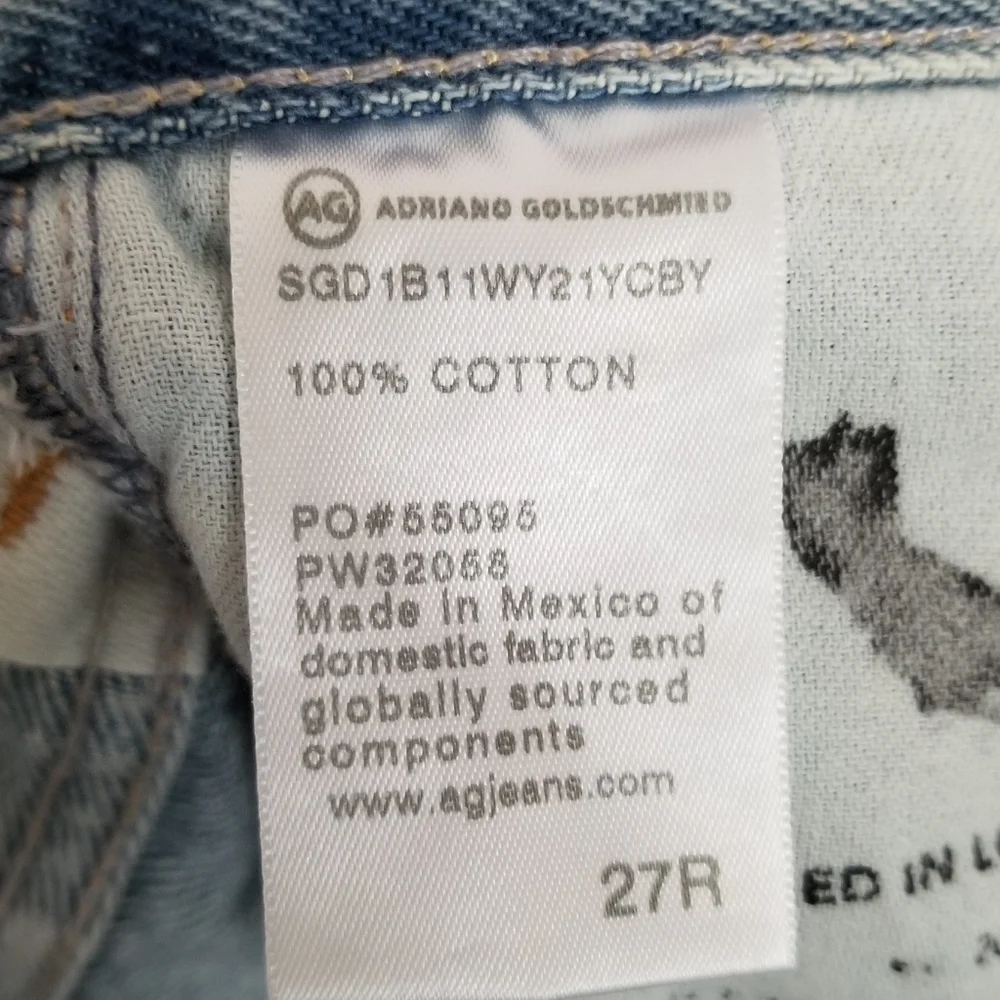 AG ADRIANO GOLDSCHMIED
SGD1B11WY21YCBY
100% COTTON
PO#55095
PW32058
Made in Mexico of
domestic fabric and
globally sourced
components
www.agjeans.com
27R
ED IN L